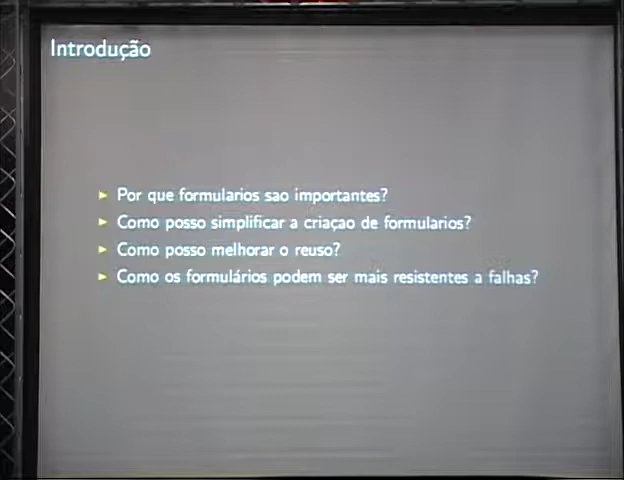 Introdução
Por que formularios sao importantes?
Como posso simplificar a criaçao de formularios?
Como posso melhorar o reuso?
Como os formulários podem ser mais resistentes a falhas?